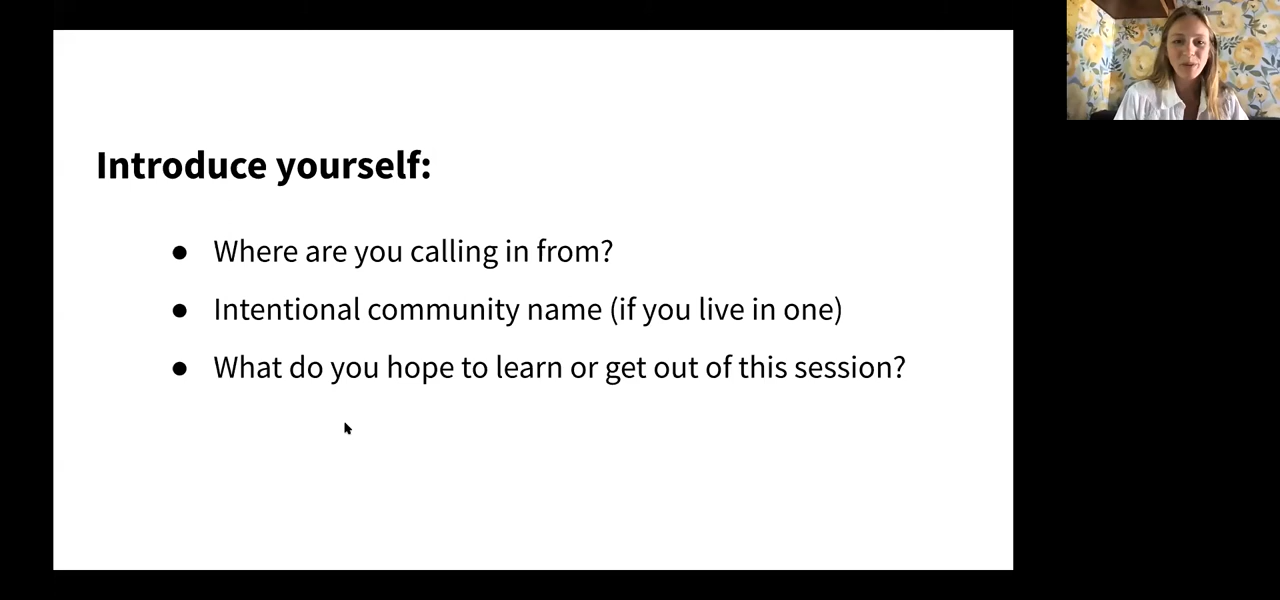 Introduce yourself:
● Where are you calling in from?
● Intentional community name (if you live in one)
● What do you hope to learn or get out of this session?